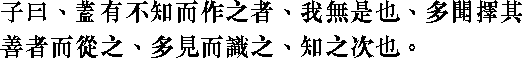 子曰、蓋有不知而作之者、我無是也、多聞擇其
善者而從之、多見而識之、知之次也。